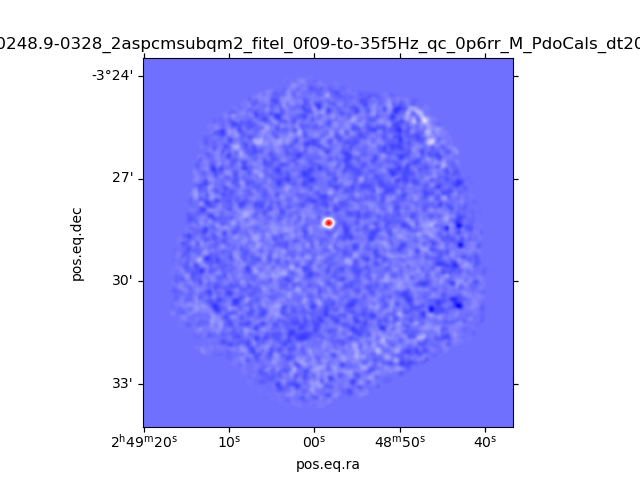 0248.9-0328_2aspcmsubqm2_fitel_0f09-to-35f5Hz_qc_0p6rr_M_PdoCals_dt20
-3°24'
27'
30'
33'
pos.eq.dec
2ʰ49ᵐ20ˢ 10ˢ 00ˢ 48ᵐ50ˢ 40ˢ
pos.eq.ra